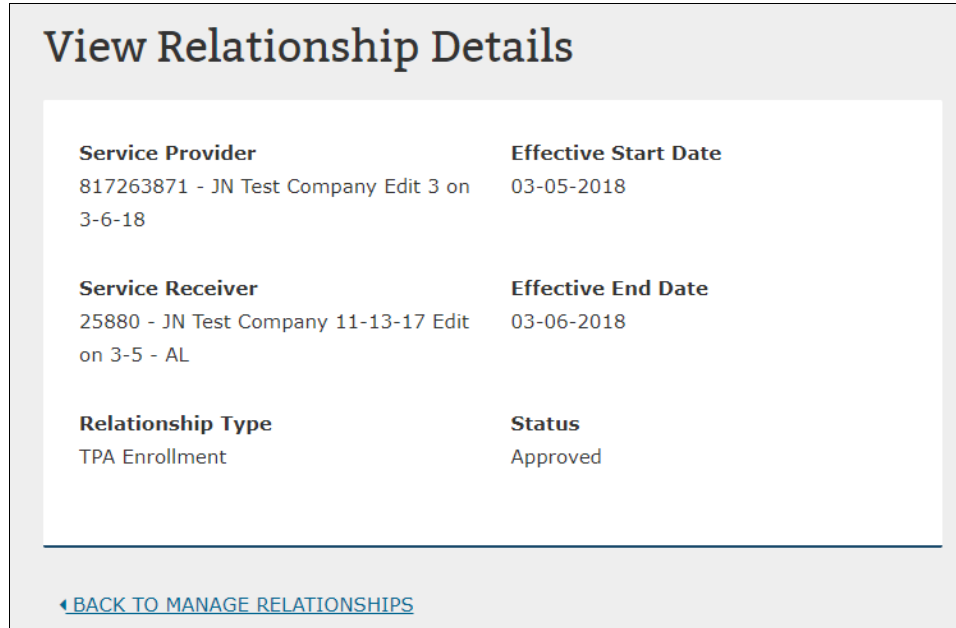 View Relationship Details
Service Provider
817263871 - JN Test Company Edit 3 on
3-6-18
Effective Start Date
03-05-2018
Service Receiver
25880 - JN Test Company 11-13-17 Edit
on 3-5 - AL
Effective End Date
03-06-2018
Relationship Type
TPA Enrollment
Status
Approved
BACK TO MANAGE RELATIONSHIPS